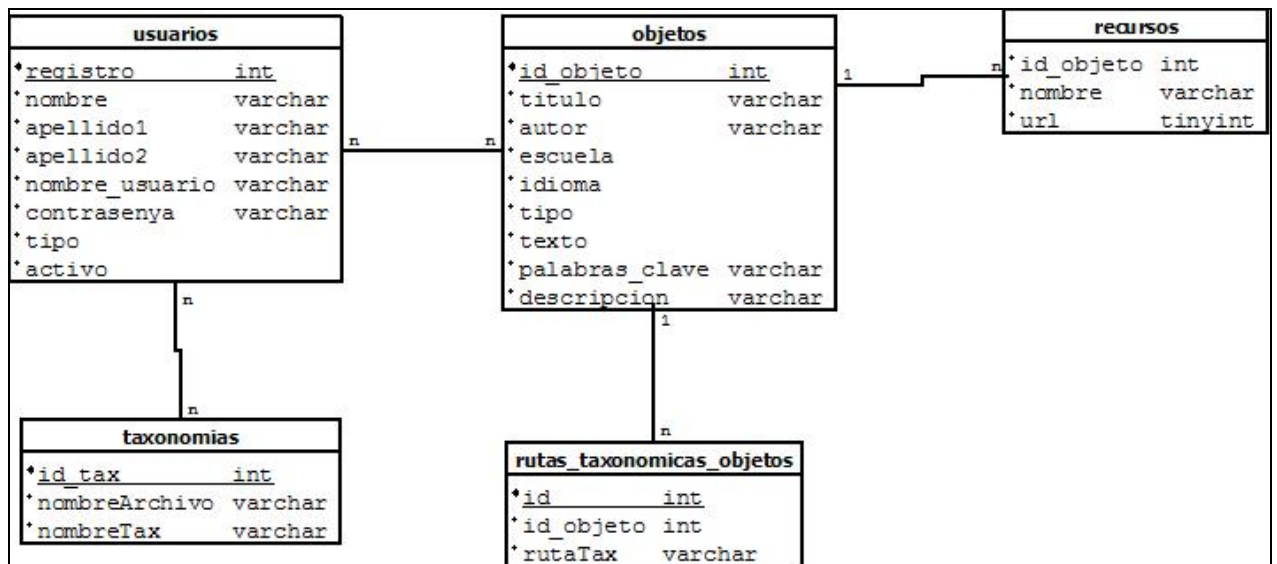 usuarios
registro int
nombre varchar
apellido1 varchar
apellido2 varchar
nombre_usuario varchar
contrasenya varchar
tipo
activo
n
n
objetos
id_objeto int
titulo varchar
autor varchar
escuela
idioma
tipo
texto
palabras_clave varchar
descripcion varchar
1
n
recursos
id_objeto int
nombre varchar
url tinyint
n
n
taxonomias
id_tax int
nombreArchivo varchar
nombreTax varchar
1
n
rutas_taxonomicas_objetos
id int
id_objeto int
rutaTax varchar